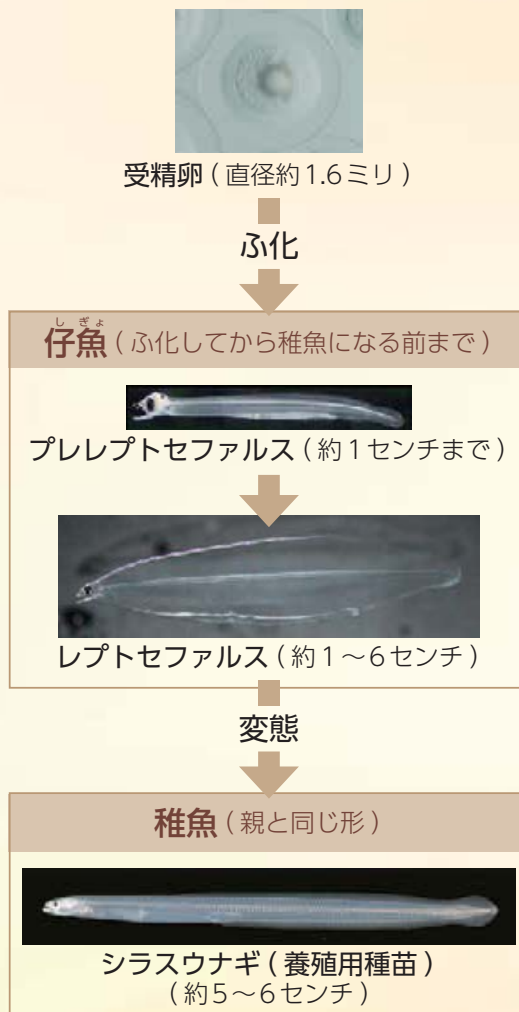 受精卵(直径約1.6ミリ)
ふ化
しぎょ
仔魚(ふ化してから稚魚になる前まで)
プレレプトセファルス(約1センチまで)
レプトセファルス(約1〜6センチ)
変態
稚魚(親と同じ形)
シラスウナギ(養殖用種苗)
(約5〜6センチ)